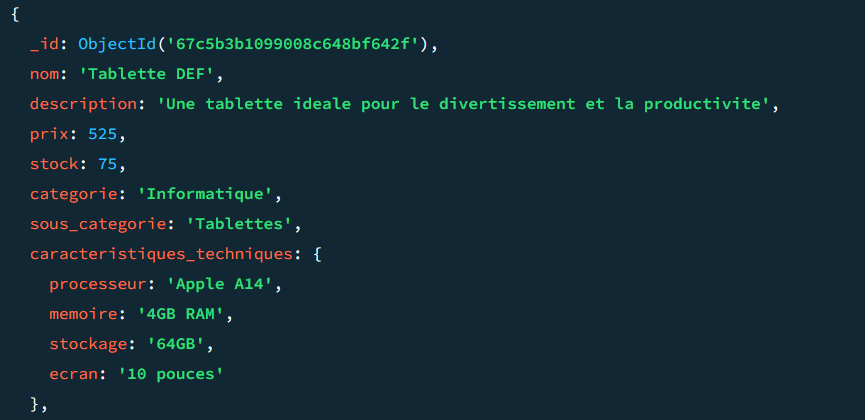 {
_id: ObjectId('67c5b3b1099008c648bf642f'),
nom: 'Tablette DEF',
description: 'Une tablette ideale pour le divertissement et la productivite',
prix: 525,
stock: 75,
categorie: 'Informatique',
sous_categorie: 'Tablettes',
caracteristiques_techniques: {
processeur: 'Apple A14',
memoire: '4GB RAM',
stockage: '64GB',
ecran: '10 pouces'
},